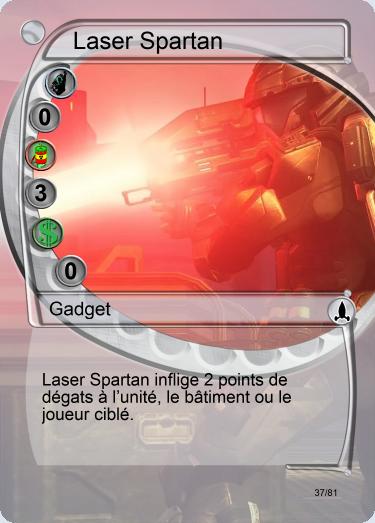 Laser Spartan
0
3
$
0
Gadget
Laser Spartan inflige 2 points de
dégats à l'unité, le bâtiment ou le
joueur ciblé.
37/81